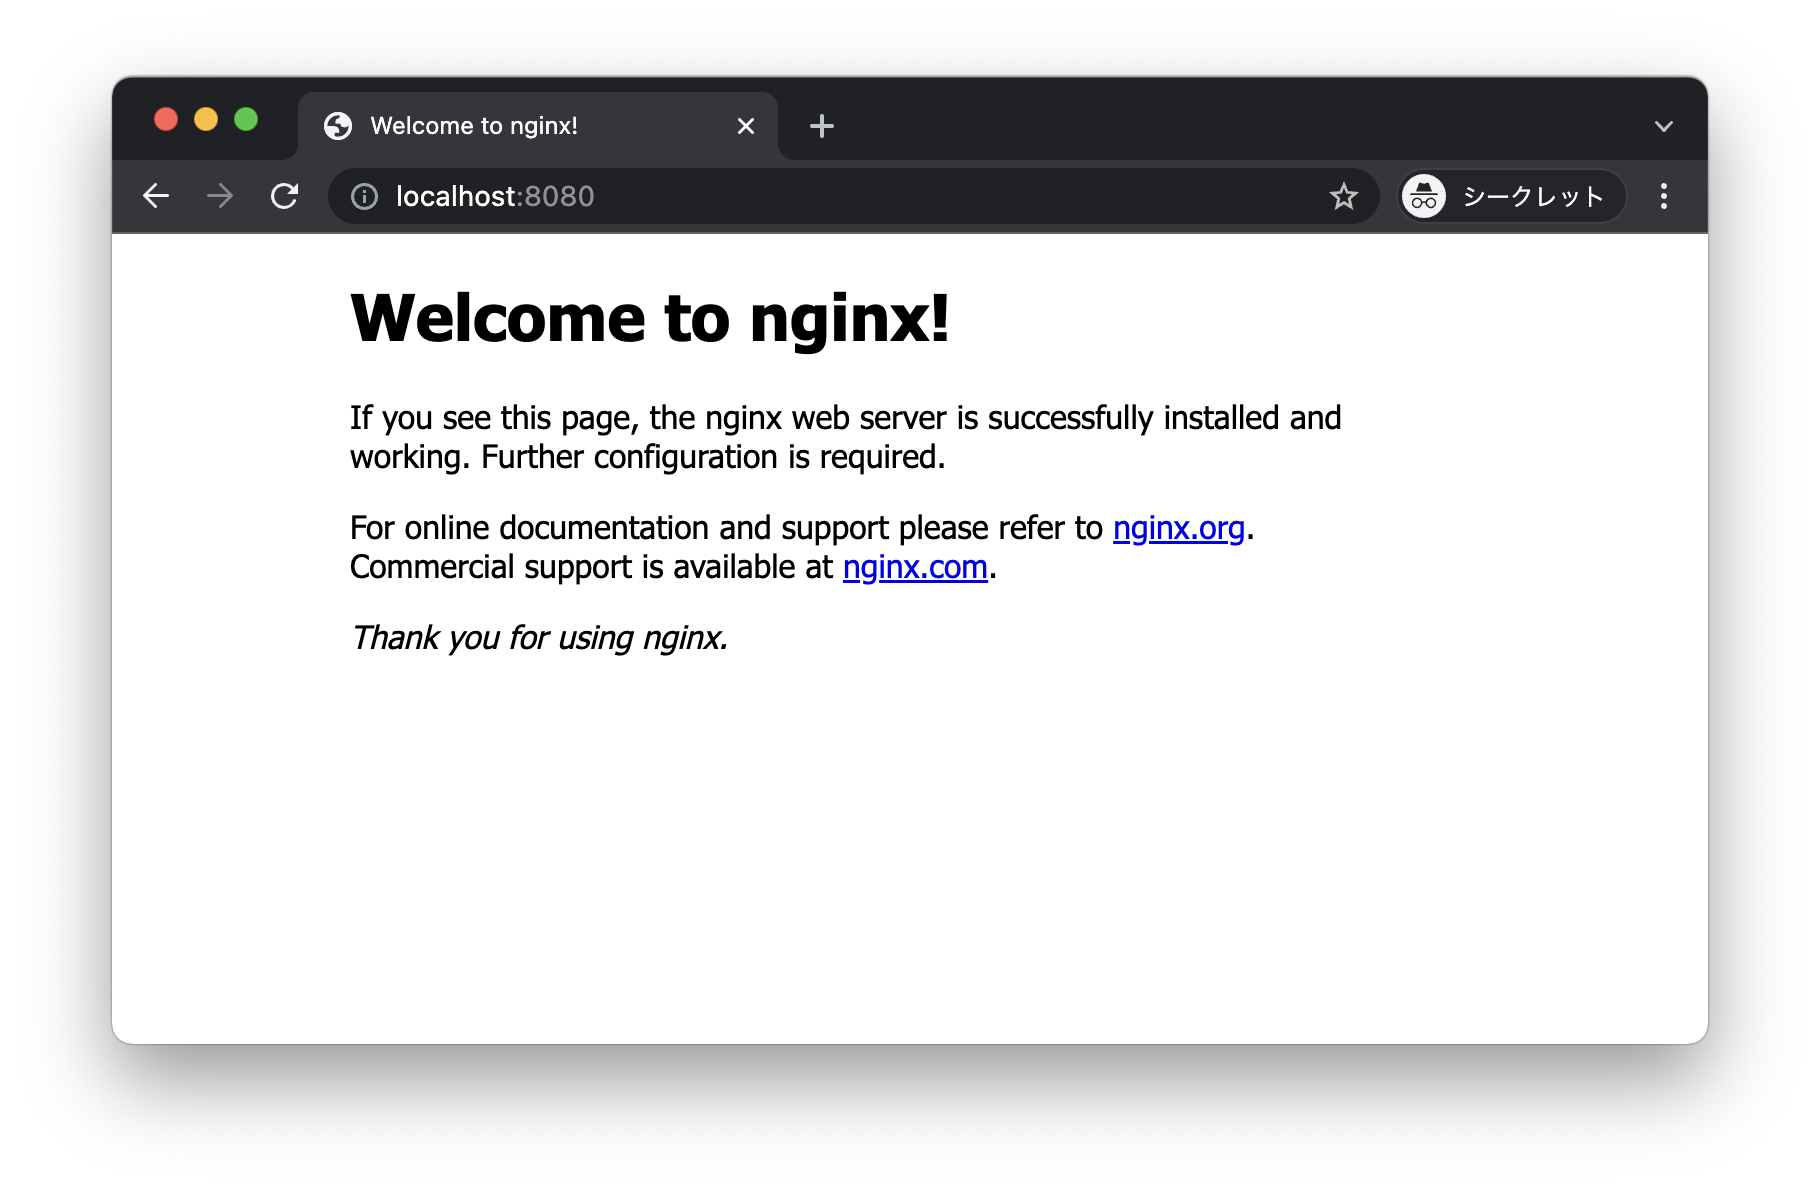 Welcome to nginx!
localhost:8080
シークレット
Welcome to nginx!
If you see this page, the nginx web server is successfully installed and
working. Further configuration is required.
For online documentation and support please refer to nginx.org.
Commercial support is available at nginx.com.
Thank you for using nginx.